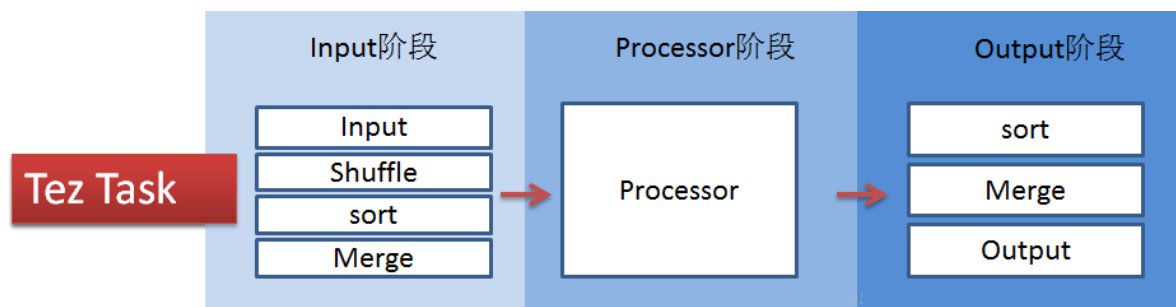 Input阶段
Processor阶段
Output阶段
Tez Task
Input
Shuffle
sort
Merge
Processor
sort
Merge
Output